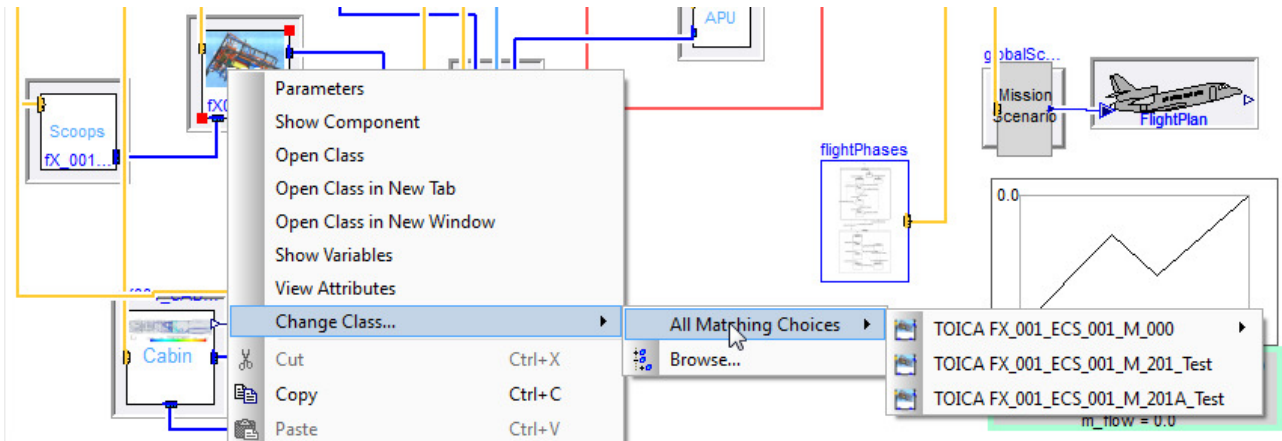 APU
globalSc...
Mission
Scenario
FlightPlan
Scoops
fX_001...
fX0
flightPhases
0.0
Cabin
Parameters
Show Component
Open Class
Open Class in New Tab
Open Class in New Window
Show Variables
View Attributes
Change Class...
Cut Ctrl+X
Copy Ctrl+C
Paste Ctrl+V
All Matching Choices
Browse...
TOICA FX_001_ECS_001_M_000
TOICA FX_001_ECS_001_M_201_Test
TOICA FX_001_ECS_001_M_201A_Test
m_flow = 0.0